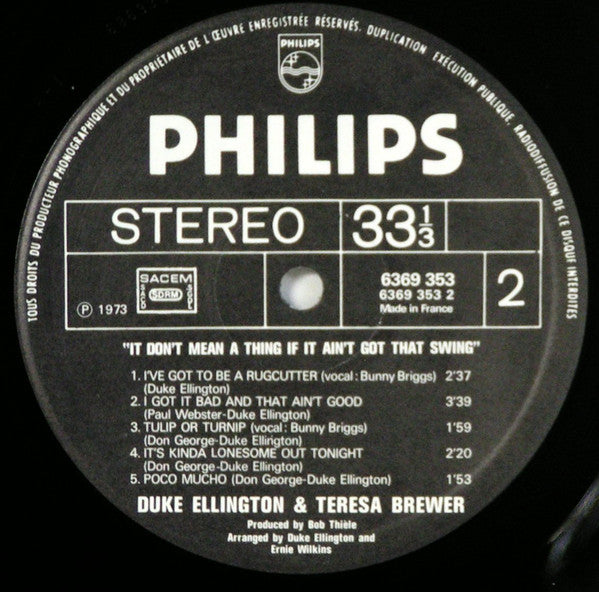 TOUS DROITS DU PRODUCTEUR PHONOGRAPHIQUE ET DU PROPRIÉTAIRE DE L'ŒUVRE ENREGISTRÉE RÉSERVÉS. DUPLICATION EXÉCUTION PUBLIQUE, RADIODIFFUSION DE CE DISQUE INTERDITES
PHILIPS
PHILIPS
STEREO 33 1/3
SACEM
SACD SDRM SGDL
℗ 1973
6369 353
6369 353 2
Made in France
2
"IT DON'T MEAN A THING IF IT AIN'T GOT THAT SWING"
1. I'VE GOT TO BE A RUGCUTTER (vocal: Bunny Briggs) 2'37
(Duke Ellington)
2. I GOT IT BAD AND THAT AIN'T GOOD 3'39
(Paul Webster-Duke Ellington)
3. TULIP OR TURNIP (vocal : Bunny Briggs) 1'59
(Don George-Duke Ellington)
4. IT'S KINDA LONESOME OUT TONIGHT 2'20
(Don George-Duke Ellington)
5. POCO MUCHO (Don George-Duke Ellington) 1'53
DUKE ELLINGTON & TERESA BREWER
Produced by Bob Thièle
Arranged by Duke Ellington and
Ernie Wilkins